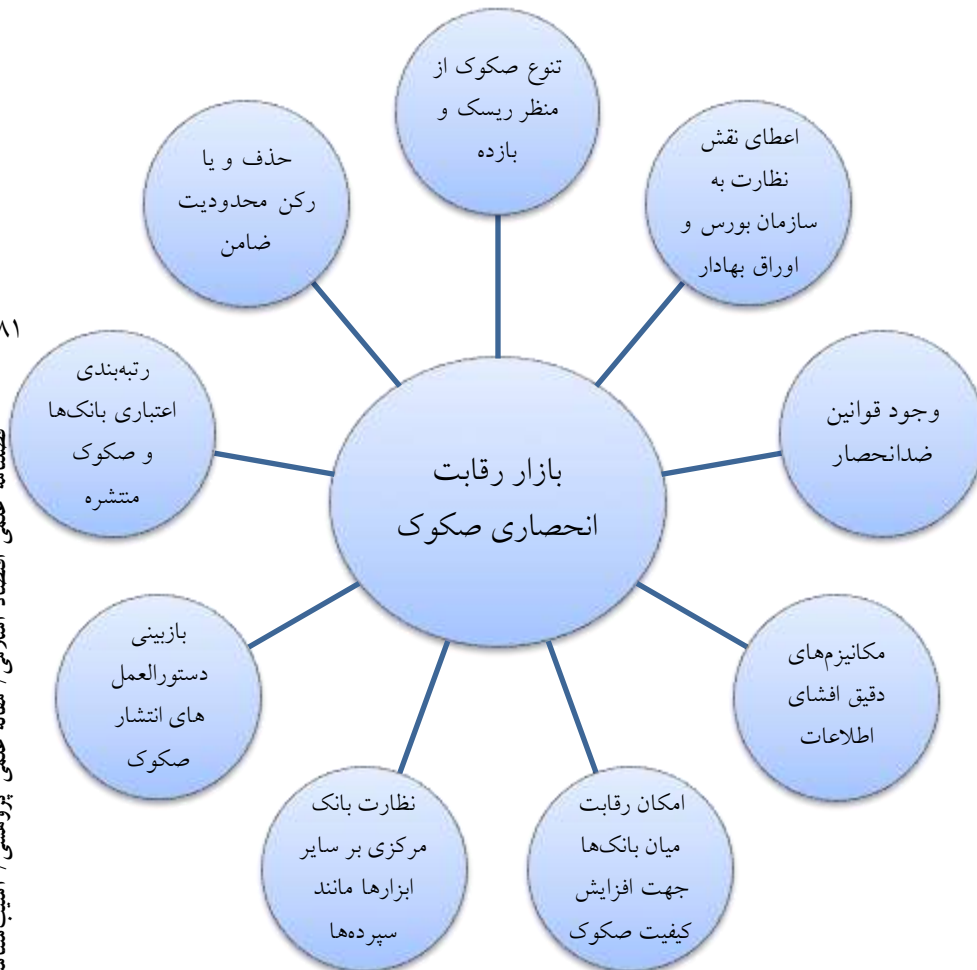 تنوع صکوک از
منظر ریسک و
بازده
اعطای نقش
نظارت به
سازمان بورس و
اوراق بهادار
وجود قوانین
ضدانحصار
مکانیزم‌های
دقیق افشای
اطلاعات
امکان رقابت
میان بانک‌ها
جهت افزایش
کیفیت صکوک
نظارت بانک
مرکزی بر سایر
ابزارها مانند
سپرده‌ها
بازبینی
دستورالعمل
های انتشار
صکوک
رتبه‌بندی
اعتباری بانک‌ها
و صکوک
منتشره
حذف و یا
رکن محدودیت
ضامن
بازار رقابت
انحصاری صکوک